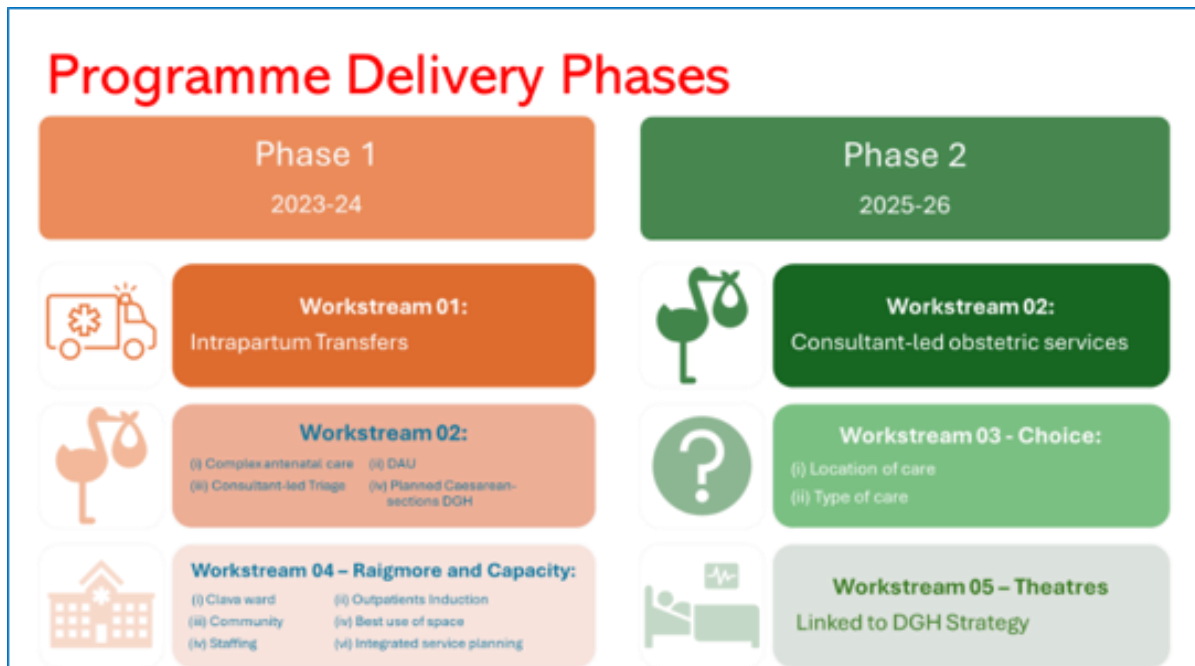 Programme Delivery Phases
Phase 1
2023-24
Workstream 01:
Intrapartum Transfers
Workstream 02:
(i) Complex antenatal care (ii) DAU
(iii) Consultant-led Triage (iv) Planned Caesarean-
sections DGH
Workstream 04 – Raigmore and Capacity:
(i) Clava ward (ii) Outpatients Induction
(iii) Community (iv) Best use of space
(iv) Staffing (vi) Integrated service planning
Phase 2
2025-26
Workstream 02:
Consultant-led obstetric services
Workstream 03 - Choice:
(i) Location of care
(ii) Type of care
Workstream 05 – Theatres
Linked to DGH Strategy